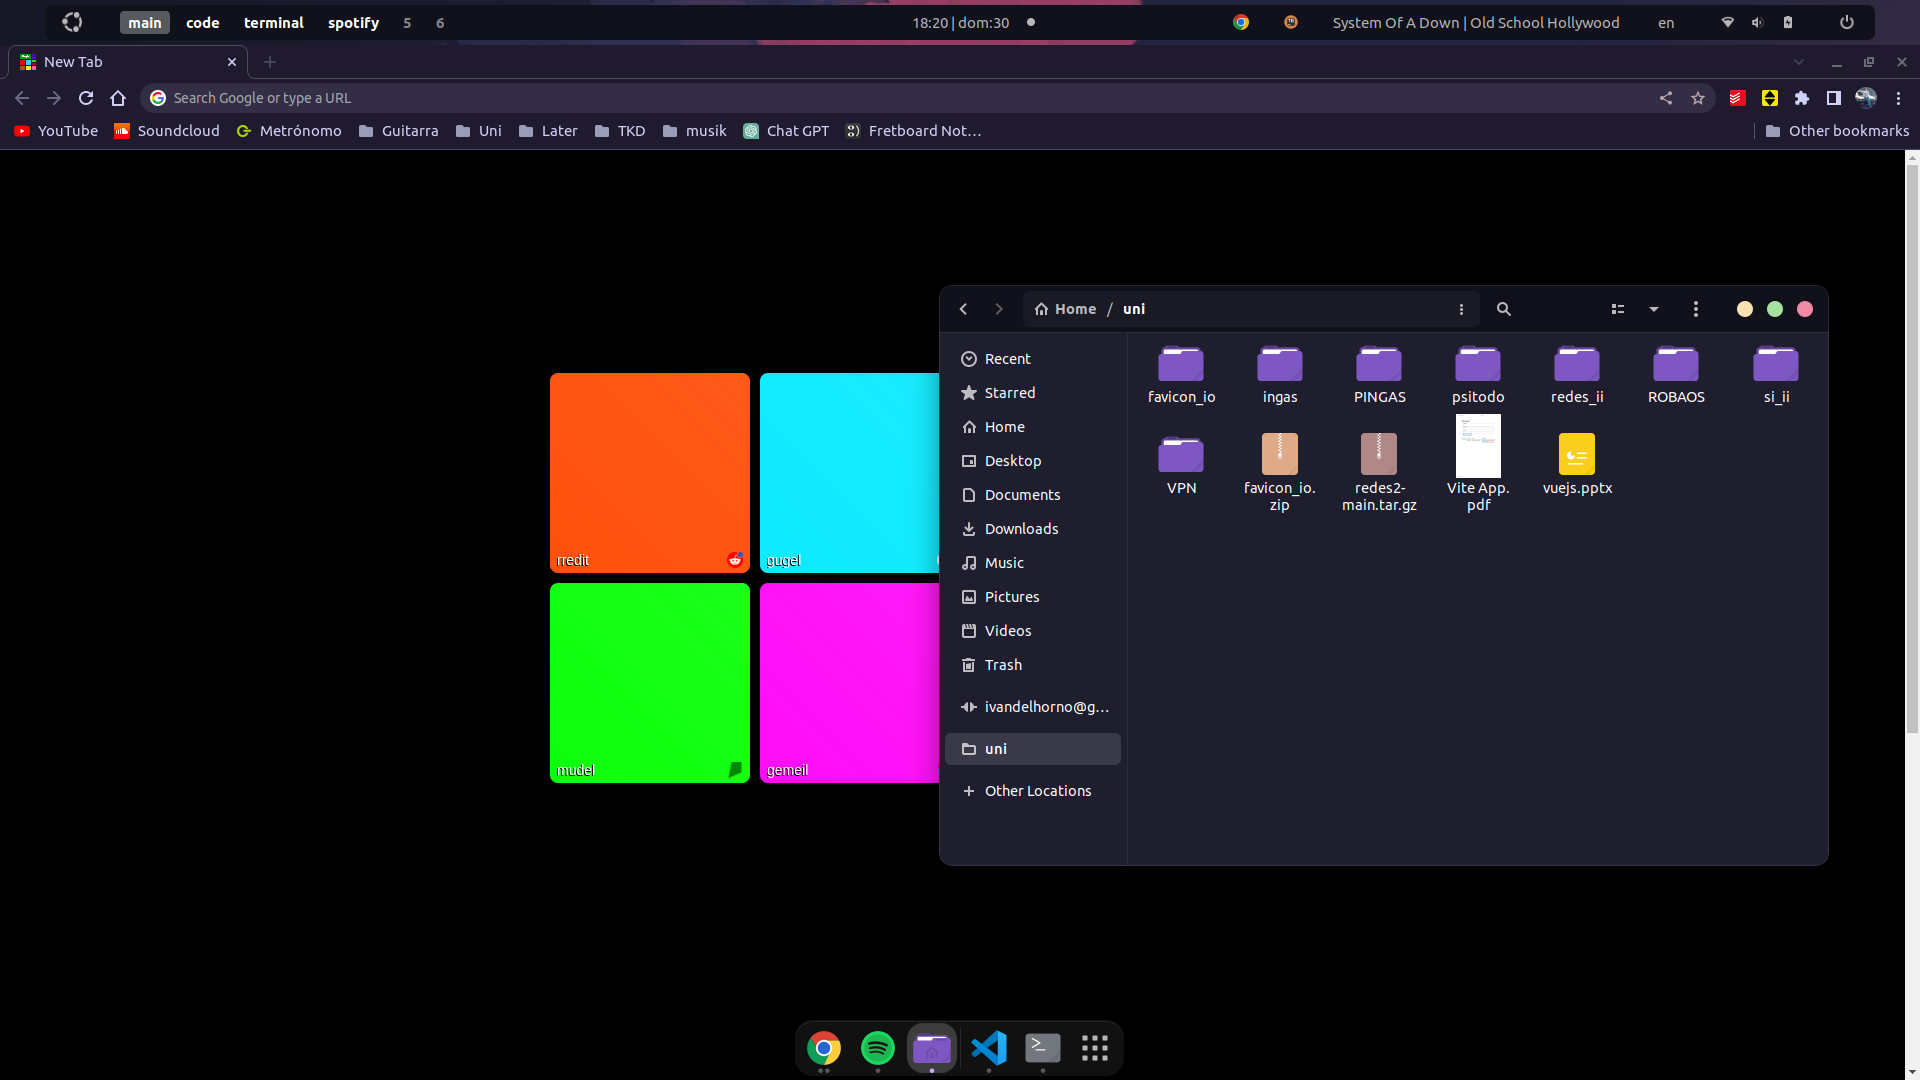 main code terminal spotify 5 6 18:20 | dom:30 System Of A Down | Old School Hollywood en
New Tab
Search Google or type a URL
YouTube Soundcloud Metrónomo Guitarra Uni Later TKD musik Chat GPT Fretboard Not… Other bookmarks
rredit
gugel
mudel
gemeil
Home / uni
Recent
Starred
Home
Desktop
Documents
Downloads
Music
Pictures
Videos
Trash
ivandelhorno@g…
uni
Other Locations
favicon_io ingas PINGAS psitodo redes_ii ROBAOS si_ii
VPN favicon_io. redes2- Vite App. vuejs.pptx
zip main.tar.gz pdf